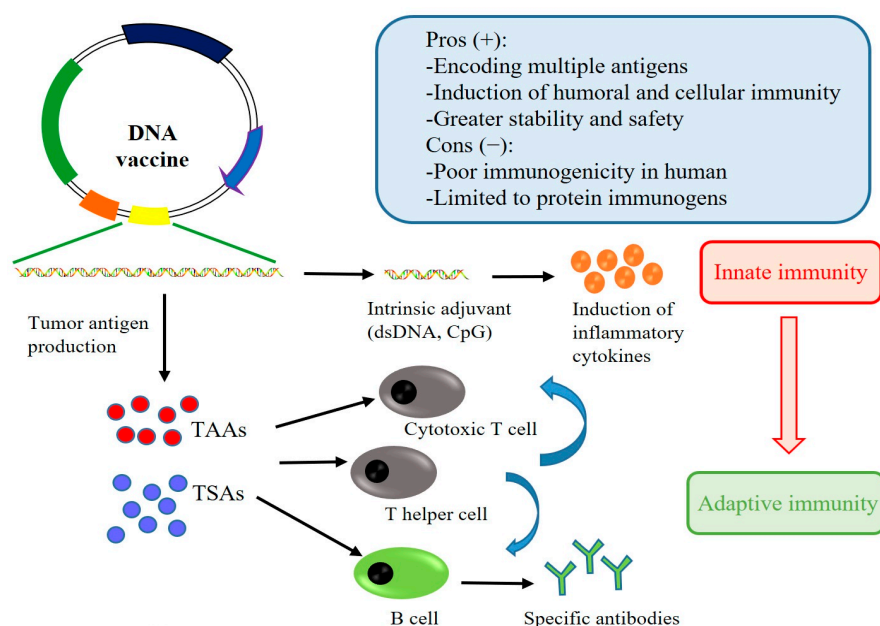 DNA
vaccine
Pros (+):
-Encoding multiple antigens
-Induction of humoral and cellular immunity
-Greater stability and safety
Cons (−):
-Poor immunogenicity in human
-Limited to protein immunogens
Tumor antigen
production
Intrinsic adjuvant
(dsDNA, CpG)
Induction of
inflammatory
cytokines
Innate immunity
TAAs
Cytotoxic T cell
TSAs
T helper cell
Adaptive immunity
B cell
Specific antibodies